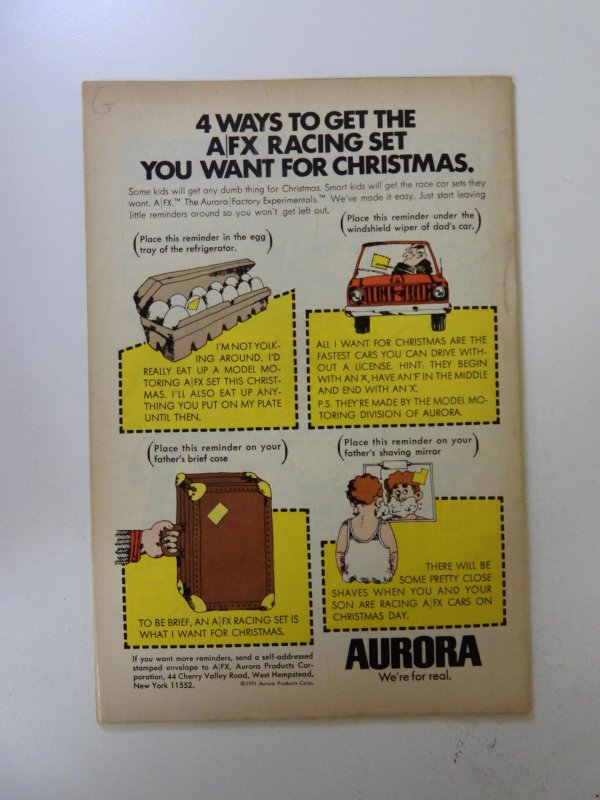 G
4 WAYS TO GET THE
A|FX RACING SET
YOU WANT FOR CHRISTMAS.
Some kids will get any dumb thing for Christmas. Smart kids will get the race car sets they
want. A|FX.™ The Aurora|Factory Experimentals.™ We've made it easy. Just start leaving
little reminders around so you won't get left out.
(Place this reminder in the egg
tray of the refrigerator.)
I'M NOT YOLK-
ING AROUND. I'D
REALLY EAT UP A MODEL MO-
TORING A|FX SET THIS CHRIST-
MAS. I'LL ALSO EAT UP ANY-
THING YOU PUT ON MY PLATE
UNTIL THEN.
(Place this reminder under the
windshield wiper of dad's car.)
ALL I WANT FOR CHRISTMAS ARE THE
FASTEST CARS YOU CAN DRIVE WITH-
OUT A LICENSE. HINT: THEY BEGIN
WITH AN 'A', HAVE AN 'F' IN THE MIDDLE
AND END WITH AN 'X'.
P.S. THEY'RE MADE BY THE MODEL MO-
TORING DIVISION OF AURORA.
(Place this reminder on your
father's brief case)
TO BE BRIEF, AN A|FX RACING SET IS
WHAT I WANT FOR CHRISTMAS.
(Place this reminder on your
father's shaving mirror)
THERE WILL BE
SOME PRETTY CLOSE
SHAVES WHEN YOU AND YOUR
SON ARE RACING A|FX CARS ON
CHRISTMAS DAY.
If you want more reminders, send a self-addressed
stamped envelope to A|FX, Aurora Products Cor-
poration, 44 Cherry Valley Road, West Hempstead,
New York 11552.
©1971 Aurora Products Corp.
AURORA
We're for real.